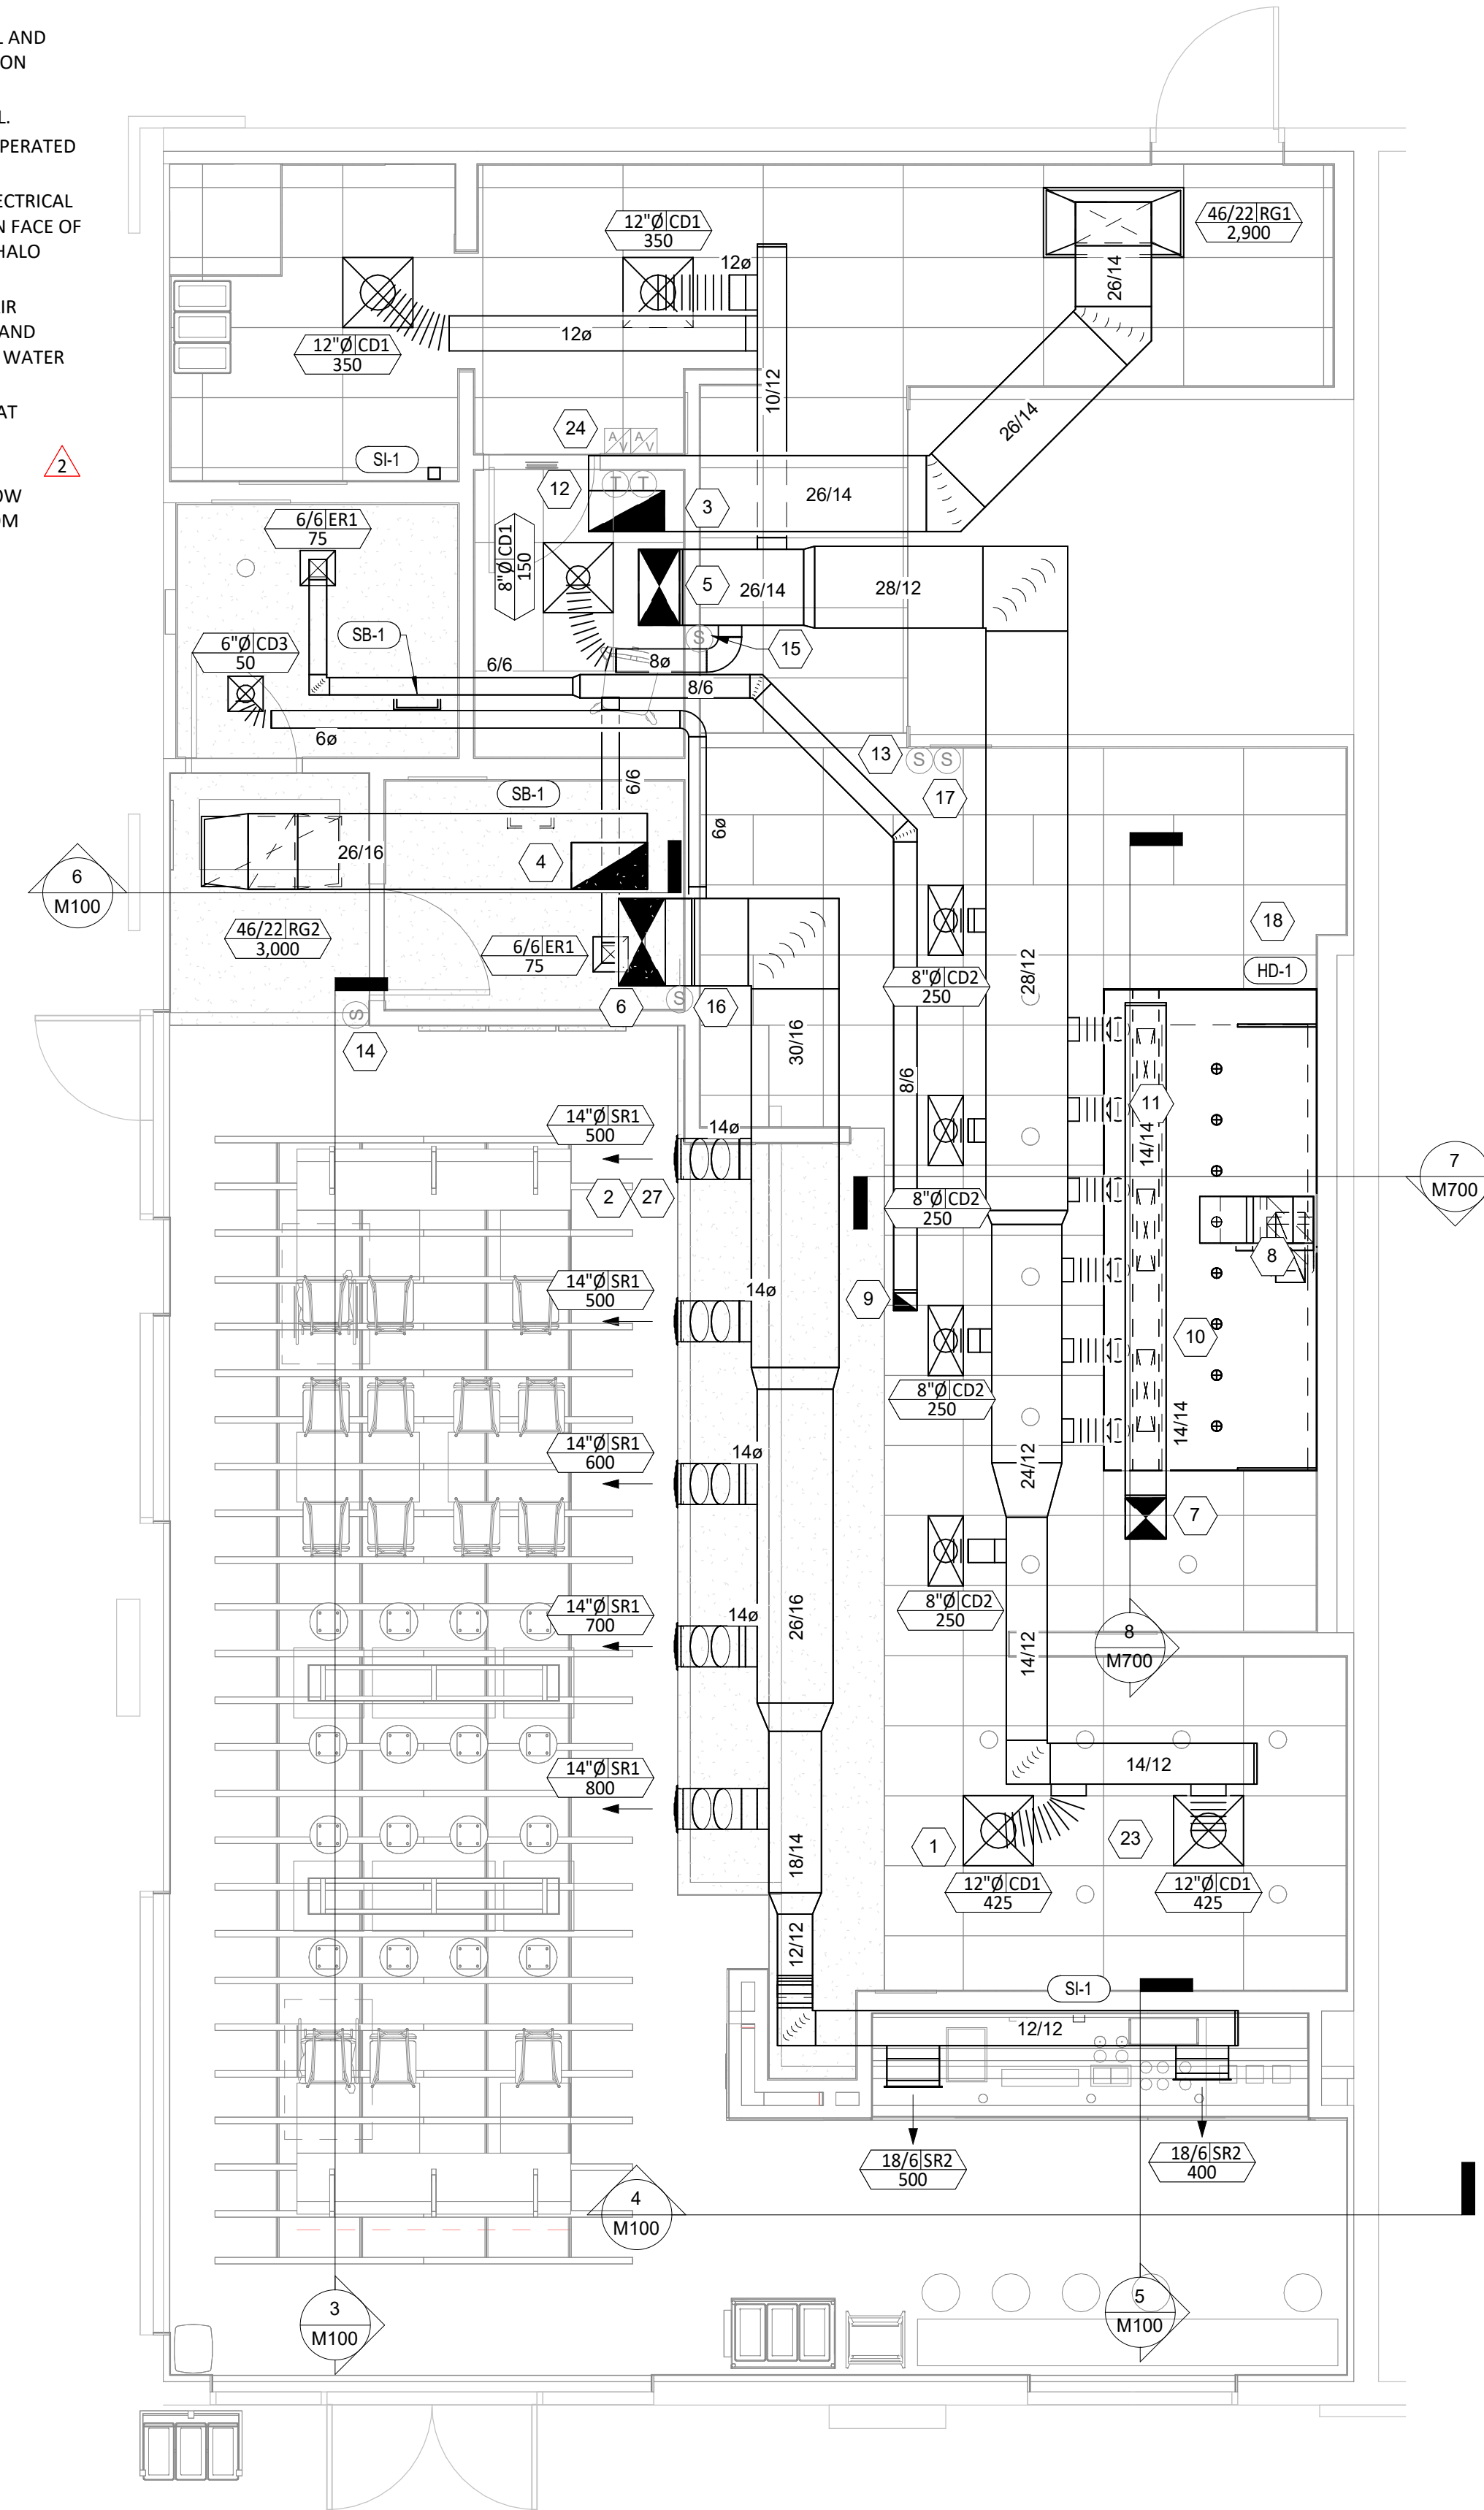 L AND
ON
L.
PERATED
ECTRICAL
N FACE OF
HALO
IR
AND
WATER
AT
2
OW
OM
12"Ø CD1
350
46/22 RG1
2,900
12ø
26/14
12ø
12"Ø CD1
350
10/12
26/14
24
A/V
A/V
SI-1
12
T
T
3
26/14
6/6 ER1
75
8"Ø CD1
150
5
26/14
28/12
SB-1
S
15
6"Ø CD3
50
6/6
8ø
8/6
6ø
13
S
S
6/6
17
SB-1
6ø
26/16
4
6
M100
46/22 RG2
3,000
18
6/6 ER1
75
HD-1
28/12
8"Ø CD2
250
6
S
16
S
14
30/16
8/6
14"Ø SR1
500
14ø
11
14/14
7
M700
2
27
8"Ø CD2
250
8
14"Ø SR1
500
14ø
9
10
8"Ø CD2
250
14/14
14"Ø SR1
600
14ø
24/12
7
14"Ø SR1
700
14ø
26/16
8"Ø CD2
250
14/12
8
M700
14"Ø SR1
800
14/12
18/14
1
23
12"Ø CD1
425
12"Ø CD1
425
12/12
SI-1
12/12
18/6 SR2
500
18/6 SR2
400
4
M100
3
M100
5
M100